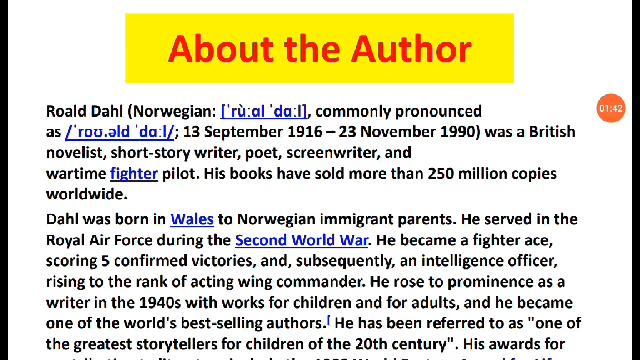 About the Author
01:42
Roald Dahl (Norwegian: [ˈrùːɑl ˈdɑːl], commonly pronounced
as /ˈroʊ.əld ˈdɑːl/; 13 September 1916 – 23 November 1990) was a British
novelist, short-story writer, poet, screenwriter, and
wartime fighter pilot. His books have sold more than 250 million copies
worldwide.
Dahl was born in Wales to Norwegian immigrant parents. He served in the
Royal Air Force during the Second World War. He became a fighter ace,
scoring 5 confirmed victories, and, subsequently, an intelligence officer,
rising to the rank of acting wing commander. He rose to prominence as a
writer in the 1940s with works for children and for adults, and he became
one of the world's best-selling authors.[ He has been referred to as "one of
the greatest storytellers for children of the 20th century". His awards for